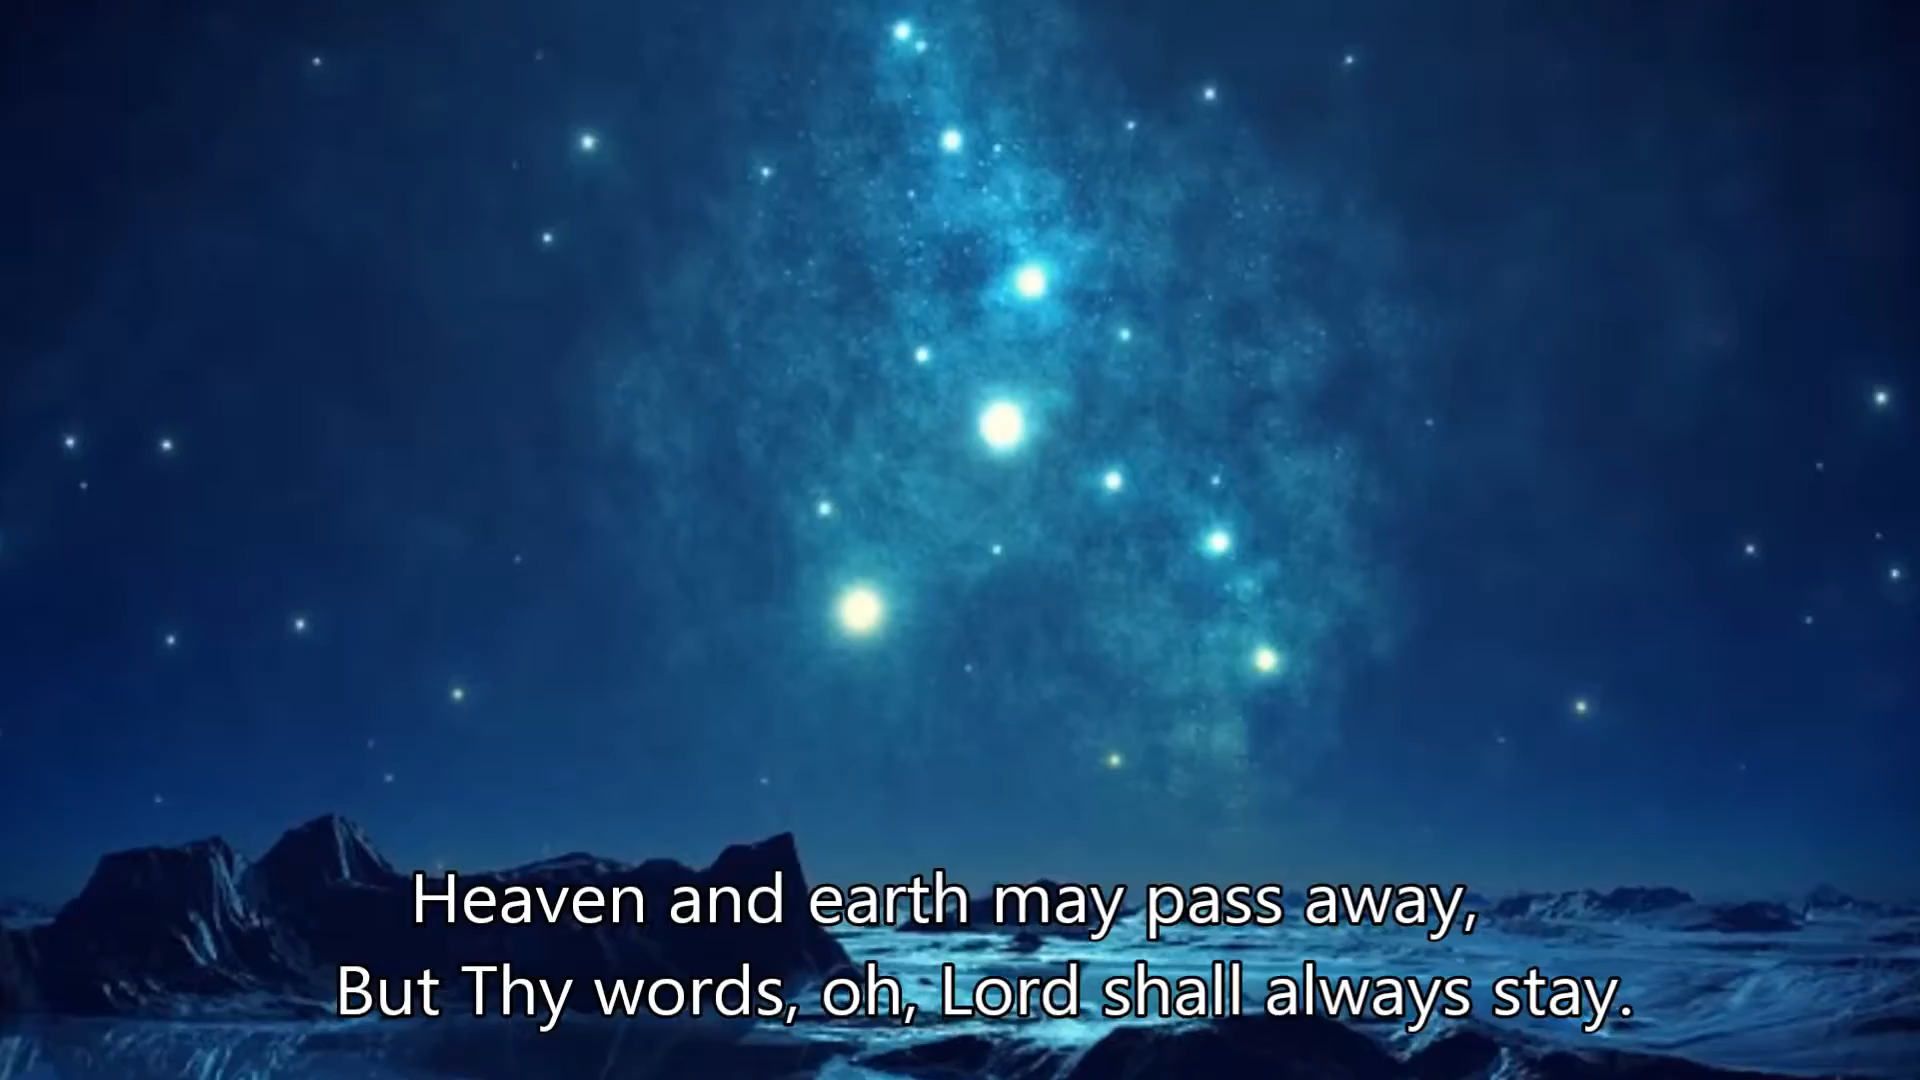 Heaven and earth may pass away,
But Thy words, oh, Lord shall always stay.